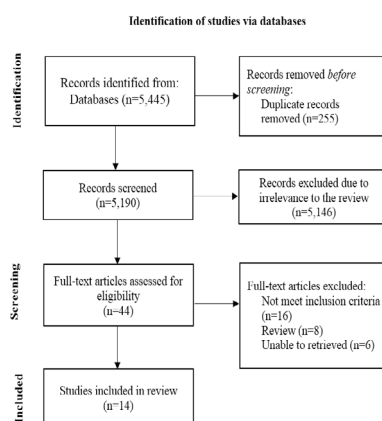 Identification of studies via databases
Identification
Records identified from:
Databases (n=5,445)
Records removed before
screening:
Duplicate records
removed (n=255)
Records screened
(n=5,190)
Records excluded due to
irrelevance to the review
(n=5,146)
Screening
Full-text articles assessed for
eligibility
(n=44)
Full-text articles excluded:
Not meet inclusion criteria
(n=16)
Review (n=8)
Unable to retrieved (n=6)
Included
Studies included in review
(n=14)